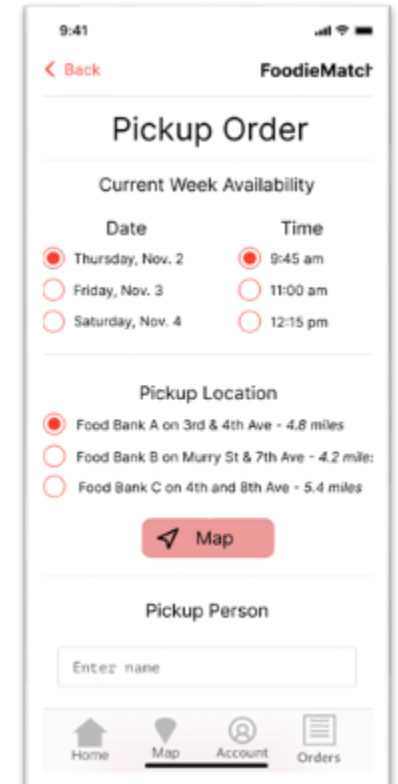 9:41
Back FoodieMatch
Pickup Order
Current Week Availability
Date Time
Thursday, Nov. 2 9:45 am
Friday, Nov. 3 11:00 am
Saturday, Nov. 4 12:15 pm
Pickup Location
Food Bank A on 3rd & 4th Ave - 4.8 miles
Food Bank B on Murry St & 7th Ave - 4.2 miles
Food Bank C on 4th and 8th Ave - 5.4 miles
Map
Pickup Person
Enter name
Home Map Account Orders